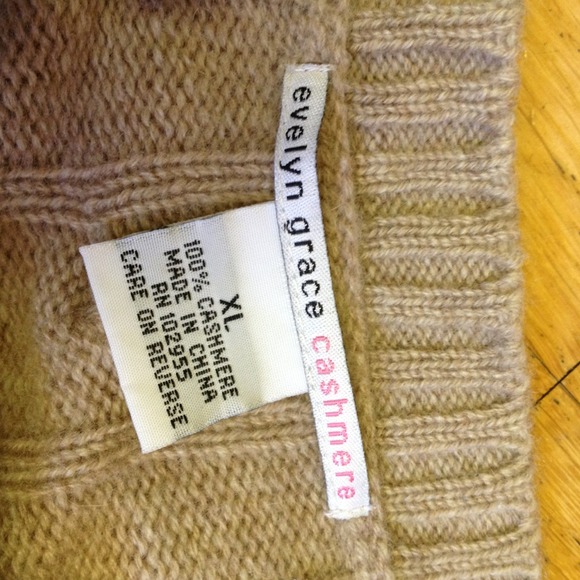 evelyn grace cashmere
XL
100% CASHMERE
MADE IN CHINA
RN 102955
CARE ON REVERSE